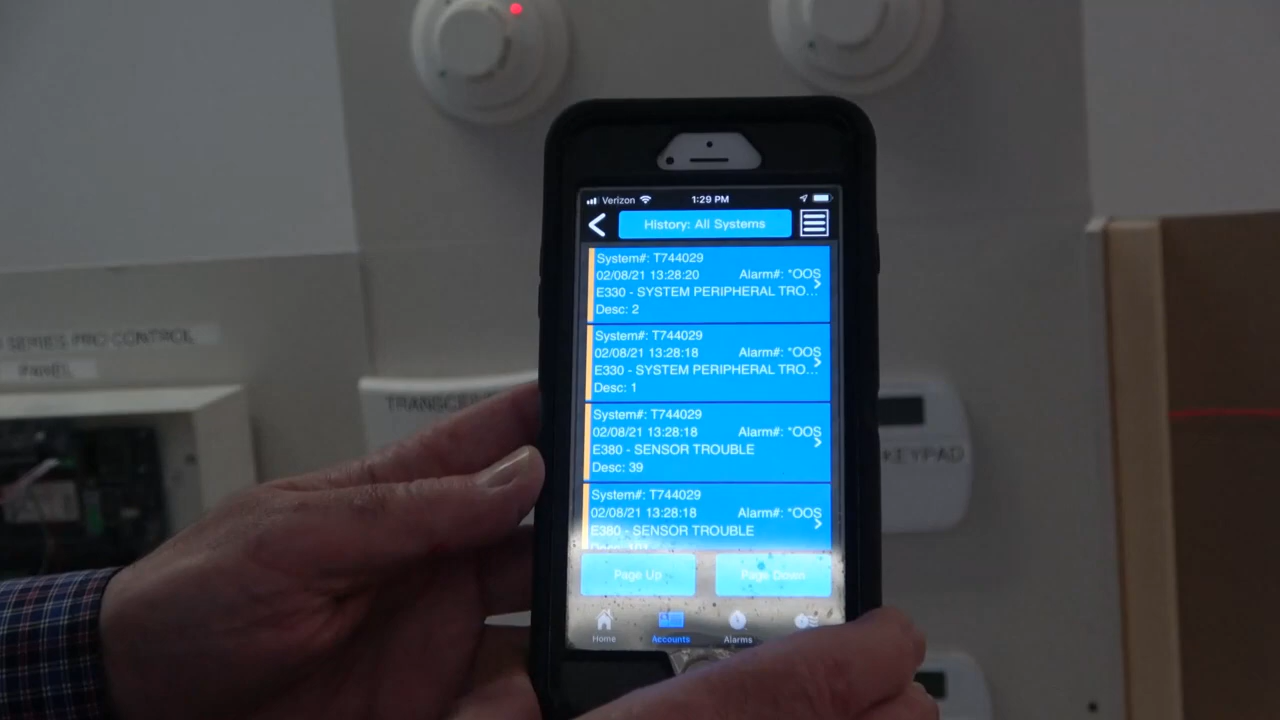 Verizon 1:29 PM
History: All Systems
System#: T744029
02/08/21 13:28:20 Alarm#: *OOS
E330 - SYSTEM PERIPHERAL TRO...
Desc: 2
System#: T744029
02/08/21 13:28:18 Alarm#: *OOS
E330 - SYSTEM PERIPHERAL TRO...
Desc: 1
System#: T744029
02/08/21 13:28:18 Alarm#: *OOS
E380 - SENSOR TROUBLE
Desc: 39
System#: T744029
02/08/21 13:28:18 Alarm#: *OOS
E380 - SENSOR TROUBLE
Page Up Page Down
Home Accounts Alarms
SERIES PRO CONTROL
PANEL
KEYPAD